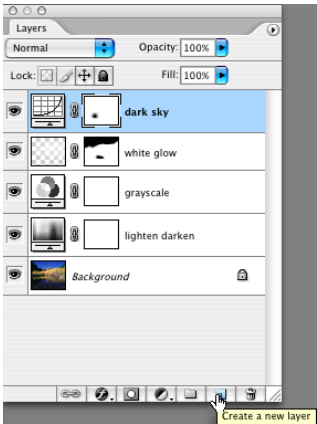 Layers
Normal Opacity: 100%
Lock: Fill: 100%
dark sky
white glow
grayscale
lighten darken
Background
Create a new layer